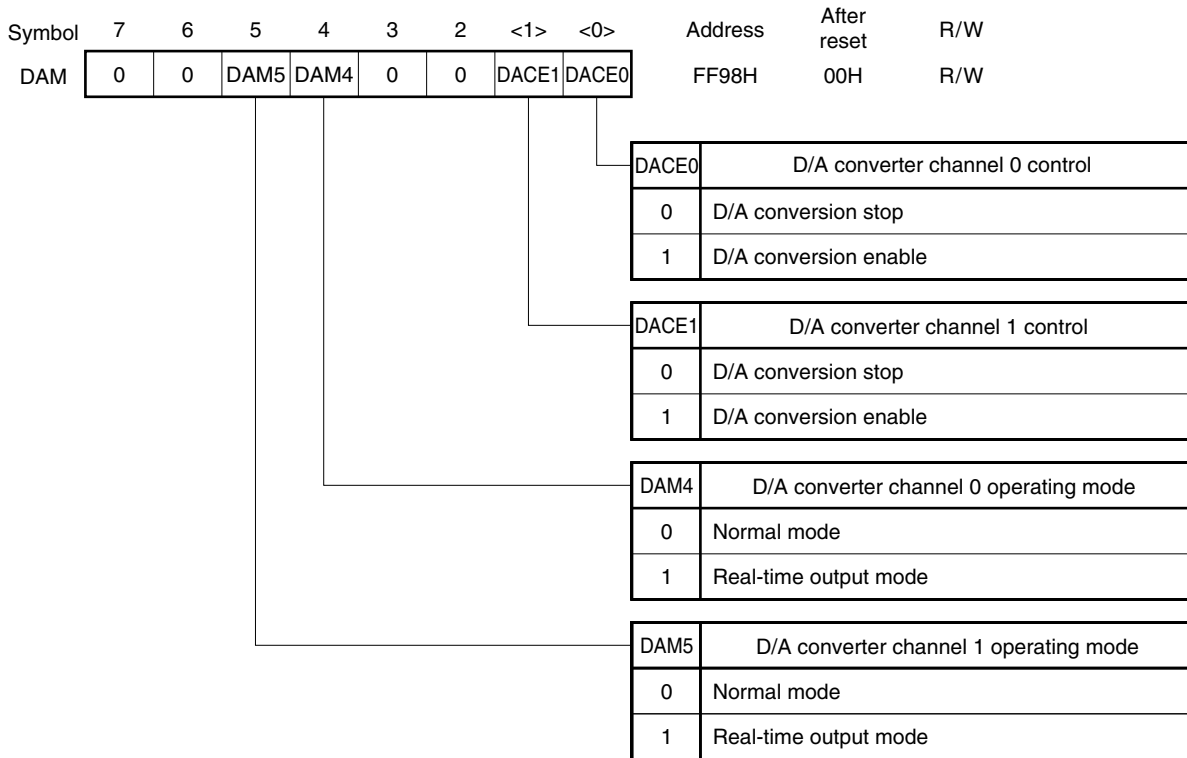 Symbol 7 6 5 4 3 2 <1> <0> Address After reset R/W
DAM 0 0 DAM5 DAM4 0 0 DACE1 DACE0 FF98H 00H R/W
DACE0 D/A converter channel 0 control
0 D/A conversion stop
1 D/A conversion enable
DACE1 D/A converter channel 1 control
0 D/A conversion stop
1 D/A conversion enable
DAM4 D/A converter channel 0 operating mode
0 Normal mode
1 Real-time output mode
DAM5 D/A converter channel 1 operating mode
0 Normal mode
1 Real-time output mode